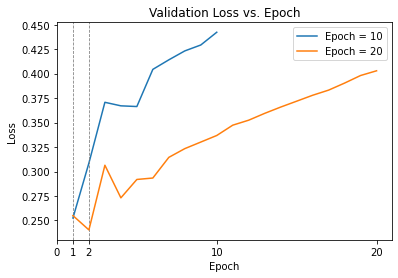 Validation Loss vs. Epoch
Epoch = 10
Epoch = 20
0.450
0.425
0.400
0.375
0.350
0.325
0.300
0.275
0.250
Loss
0 1 2 10 20
Epoch